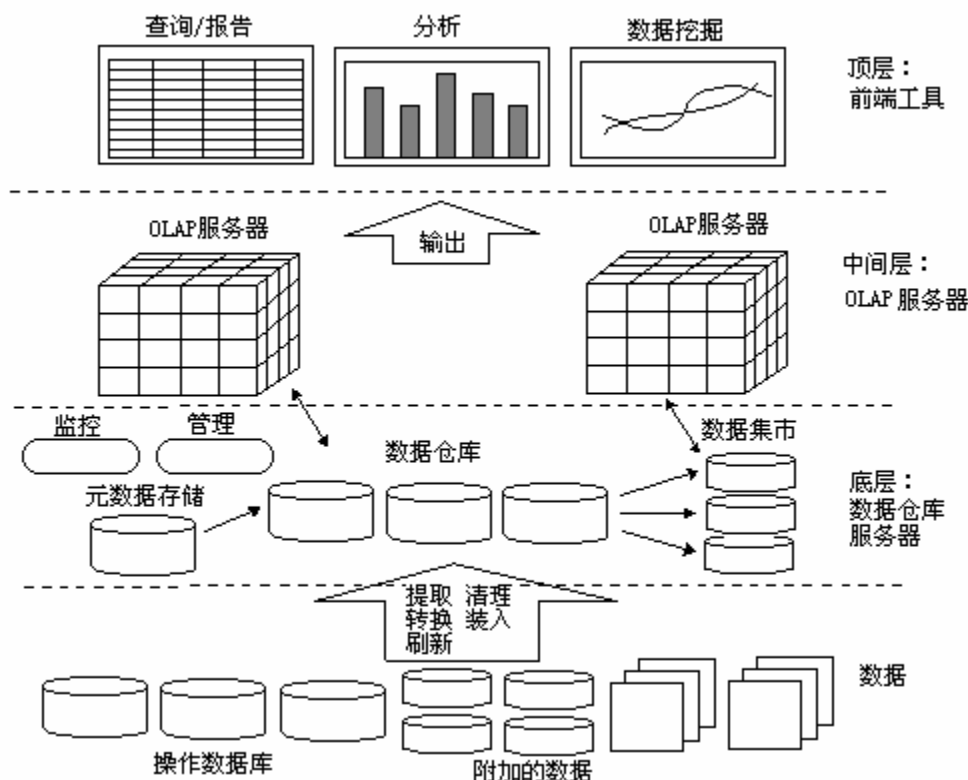 查询/报告
分析
数据挖掘
顶层：
前端工具
OLAP服务器
输出
OLAP服务器
中间层：
OLAP 服务器
监控
管理
元数据存储
数据仓库
数据集市
底层：
数据仓库
服务器
提取 清理
转换 装入
刷新
数据
操作数据库
附加的数据